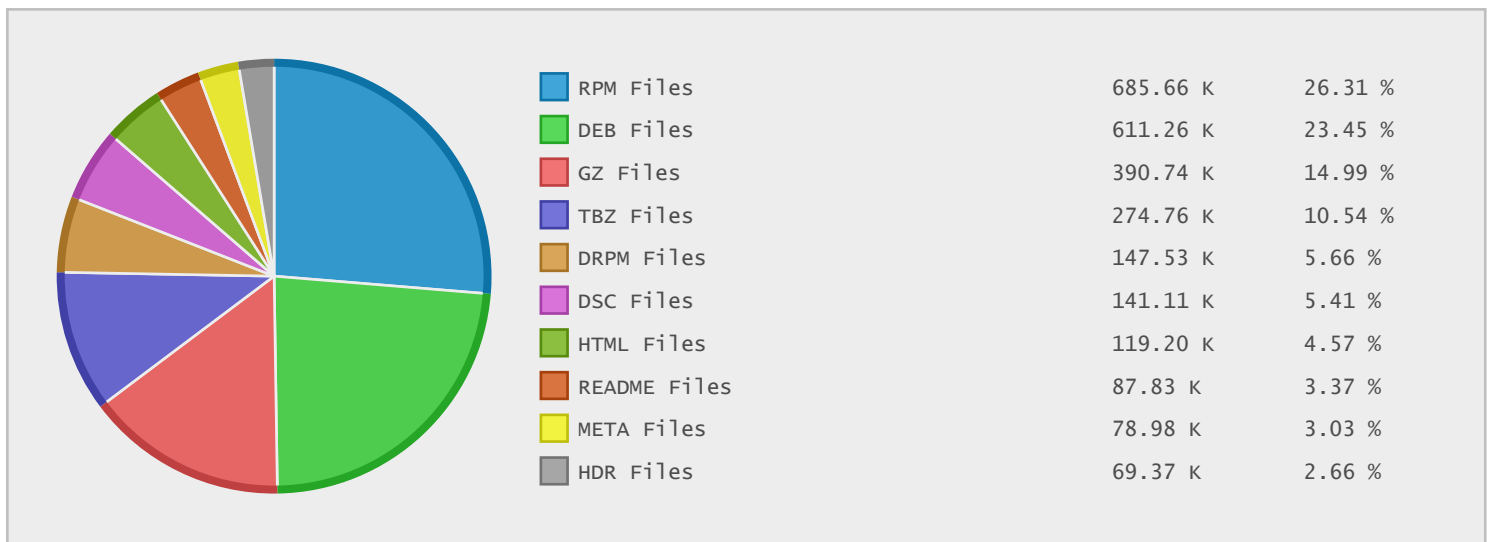 RPM Files 685.66 K 26.31 %
DEB Files 611.26 K 23.45 %
GZ Files 390.74 K 14.99 %
TBZ Files 274.76 K 10.54 %
DRPM Files 147.53 K 5.66 %
DSC Files 141.11 K 5.41 %
HTML Files 119.20 K 4.57 %
README Files 87.83 K 3.37 %
META Files 78.98 K 3.03 %
HDR Files 69.37 K 2.66 %